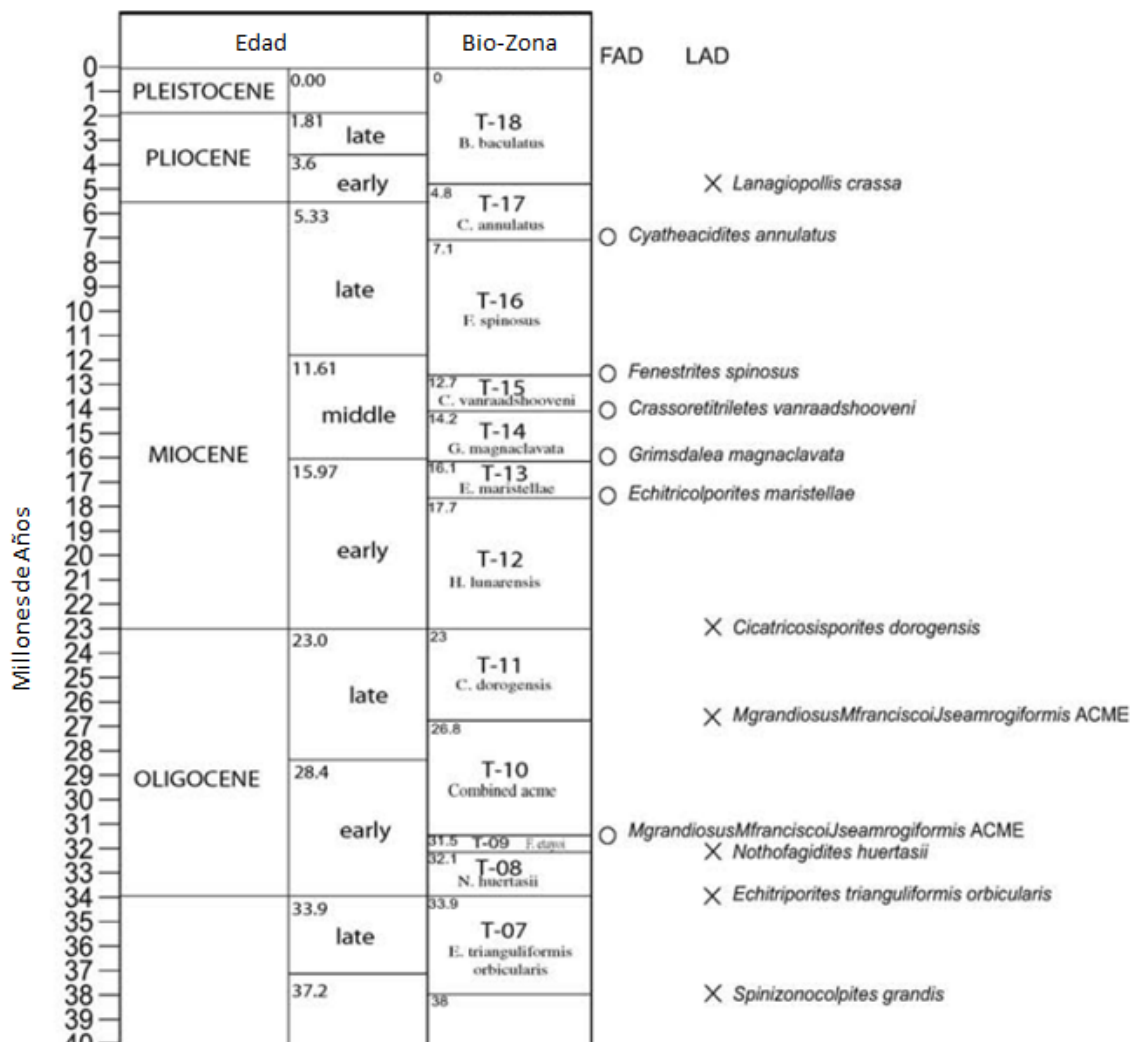 Edad Bio-Zona FAD LAD
Millones de Años
0
1
2
3
4
5
6
7
8
9
10
11
12
13
14
15
16
17
18
19
20
21
22
23
24
25
26
27
28
29
30
31
32
33
34
35
36
37
38
39
40
PLEISTOCENE
PLIOCENE
MIOCENE
OLIGOCENE
0.00
1.81
late
3.6
early
5.33
late
11.61
middle
15.97
early
23.0
late
28.4
early
33.9
late
37.2
0
T-18
B. baculatus
4.8
T-17
C. annulatus
7.1
T-16
F. spinosus
12.7
T-15
C. vanraadshooveni
14.2
T-14
G. magnaclavata
16.1
T-13
E. maristellae
17.7
T-12
H. lunarensis
23
T-11
C. dorogensis
26.8
T-10
Combined acme
31.5 T-09 F. etayoi
32.1
T-08
N. huertasii
33.9
T-07
E. trianguliformis
orbicularis
38
Lanagiopollis crassa
Cyatheacidites annulatus
Fenestrites spinosus
Crassoretitriletes vanraadshooveni
Grimsdalea magnaclavata
Echitricolporites maristellae
Cicatricosisporites dorogensis
MgrandiosusMfranciscoiJseamrogiformis ACME
MgrandiosusMfranciscoiJseamrogiformis ACME
Nothofagidites huertasii
Echitriporites trianguliformis orbicularis
Spinizonocolpites grandis